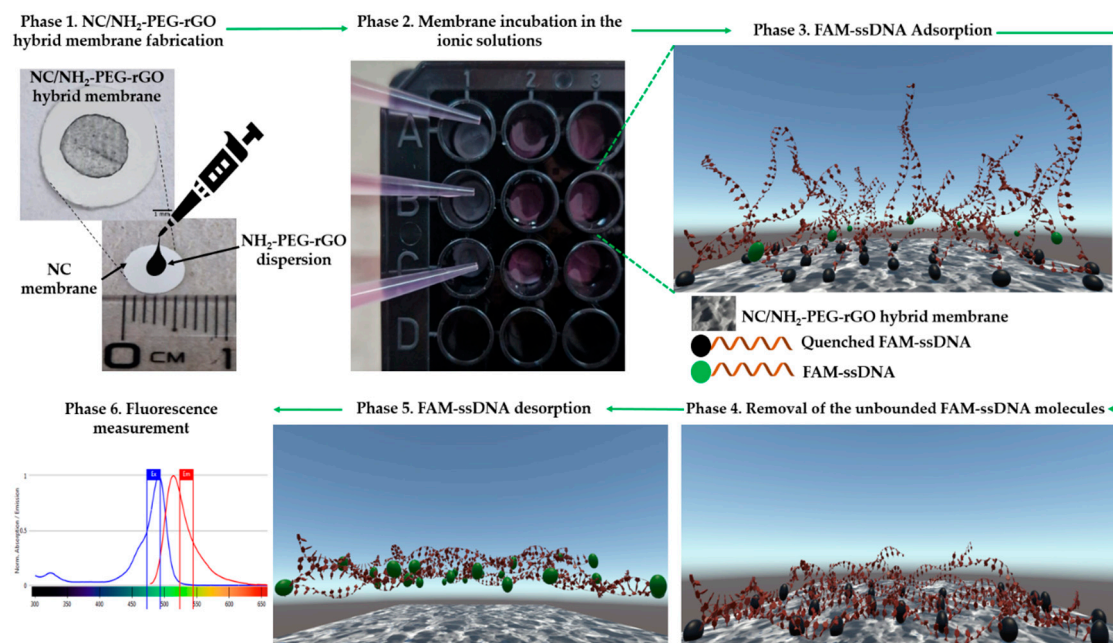 Phase 1. NC/NH₂-PEG-rGO
hybrid membrane fabrication
Phase 2. Membrane incubation in the
ionic solutions
Phase 3. FAM-ssDNA Adsorption
NC/NH₂-PEG-rGO
hybrid membrane
1 mm
NH₂-PEG-rGO
dispersion
NC
membrane
0 CM 1
1 2 3
A
B
C
D
NC/NH₂-PEG-rGO hybrid membrane
Quenched FAM-ssDNA
FAM-ssDNA
Phase 6. Fluorescence
measurement
Phase 5. FAM-ssDNA desorption
Phase 4. Removal of the unbounded FAM-ssDNA molecules
Ex Em
Norm. Absorption / Emission
1
0.5
0
300 350 400 450 500 550 600 650